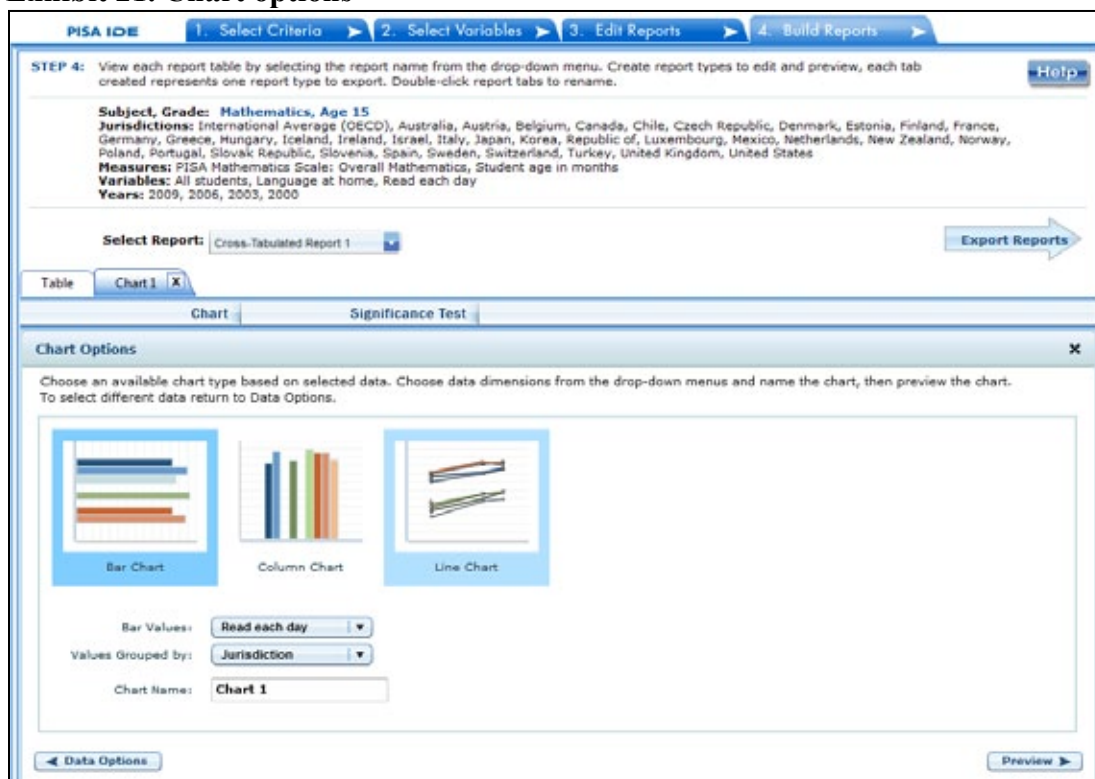 Exhibit 21: Chart options
PISA IDE 1. Select Criteria 2. Select Variables 3. Edit Reports 4. Build Reports
STEP 4: View each report table by selecting the report name from the drop-down menu. Create report types to edit and preview, each tab
created represents one report type to export. Double-click report tabs to rename.
Help
Subject, Grade: Mathematics, Age 15
Jurisdictions: International Average (OECD), Australia, Austria, Belgium, Canada, Chile, Czech Republic, Denmark, Estonia, Finland, France,
Germany, Greece, Hungary, Iceland, Ireland, Israel, Italy, Japan, Korea, Republic of, Luxembourg, Mexico, Netherlands, New Zealand, Norway,
Poland, Portugal, Slovak Republic, Slovenia, Spain, Sweden, Switzerland, Turkey, United Kingdom, United States
Measures: PISA Mathematics Scale: Overall Mathematics, Student age in months
Variables: All students, Language at home, Read each day
Years: 2009, 2006, 2003, 2000
Select Report: Cross-Tabulated Report 1
Export Reports
Table Chart 1 X
Chart Significance Test
Chart Options x
Choose an available chart type based on selected data. Choose data dimensions from the drop-down menus and name the chart, then preview the chart.
To select different data return to Data Options.
Bar Chart Column Chart Line Chart
Bar Values: Read each day
Values Grouped by: Jurisdiction
Chart Name: Chart 1
Data Options Preview